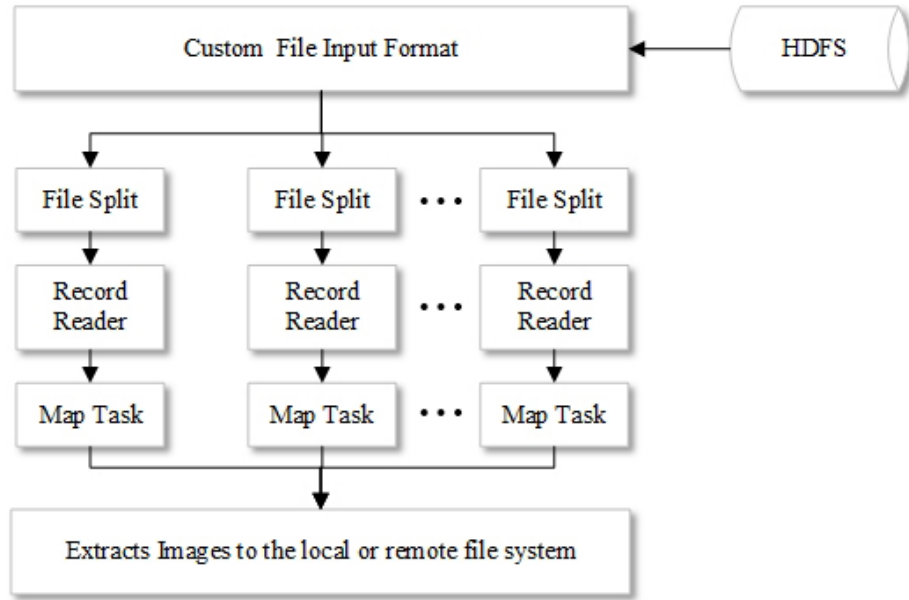 Custom File Input Format
HDFS
File Split
File Split
• • •
File Split
Record
Reader
Record
Reader
• • •
Record
Reader
Map Task
Map Task
• • •
Map Task
Extracts Images to the local or remote file system